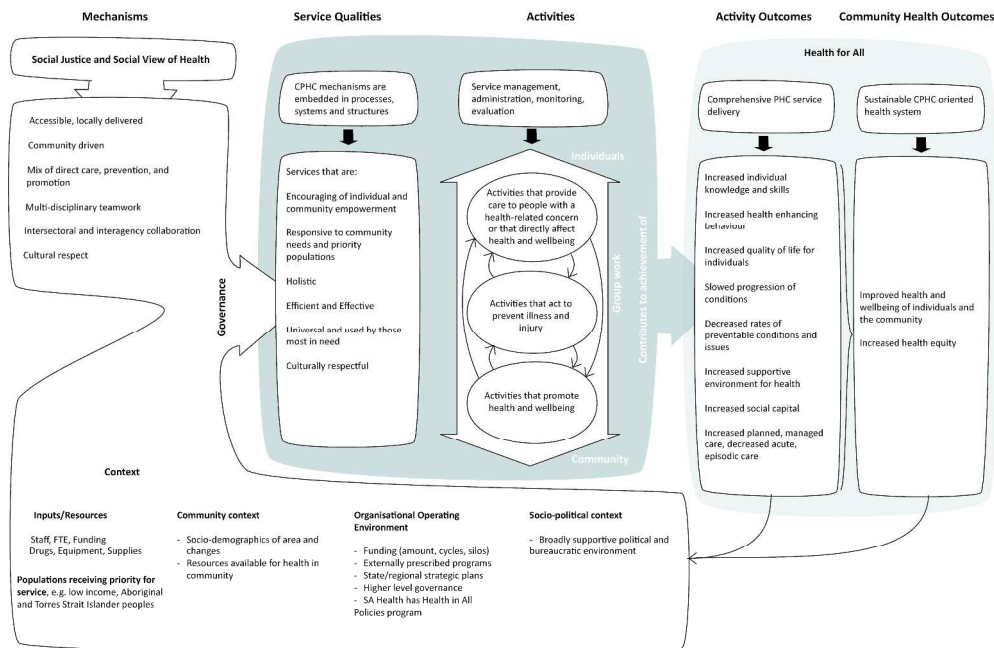 Mechanisms
Service Qualities
Activities
Activity Outcomes
Community Health Outcomes
Social Justice and Social View of Health
Accessible, locally delivered
Community driven
Mix of direct care, prevention, and
promotion
Multi-disciplinary teamwork
Intersectoral and interagency collaboration
Cultural respect
Governance
CPHC mechanisms are
embedded in processes,
systems and structures
Services that are:
Encouraging of individual and
community empowerment
Responsive to community
needs and priority
populations
Holistic
Efficient and Effective
Universal and used by those
most in need
Culturally respectful
Service management,
administration, monitoring,
evaluation
Individuals
Activities that provide
care to people with a
health-related concern
or that directly affect
health and wellbeing
Activities that act to
prevent illness and
injury
Activities that promote
health and wellbeing
Group work
Community
Contributes to achievement of
Health for All
Comprehensive PHC service
delivery
Increased individual
knowledge and skills
Increased health enhancing
behaviour
Increased quality of life for
individuals
Slowed progression of
conditions
Decreased rates of
preventable conditions and
issues
Increased supportive
environment for health
Increased social capital
Increased planned, managed
care, decreased acute,
episodic care
Sustainable CPHC oriented
health system
Improved health and
wellbeing of individuals and
the community
Increased health equity
Context
Inputs/Resources
Staff, FTE, Funding
Drugs, Equipment, Supplies
Populations receiving priority for
service, e.g. low income, Aboriginal
and Torres Strait Islander peoples
Community context
- Socio-demographics of area and
changes
- Resources available for health in
community
Organisational Operating
Environment
- Funding (amount, cycles, silos)
- Externally prescribed programs
- State/regional strategic plans
- Higher level governance
- SA Health has Health in All
Policies program
Socio-political context
- Broadly supportive political and
bureaucratic environment